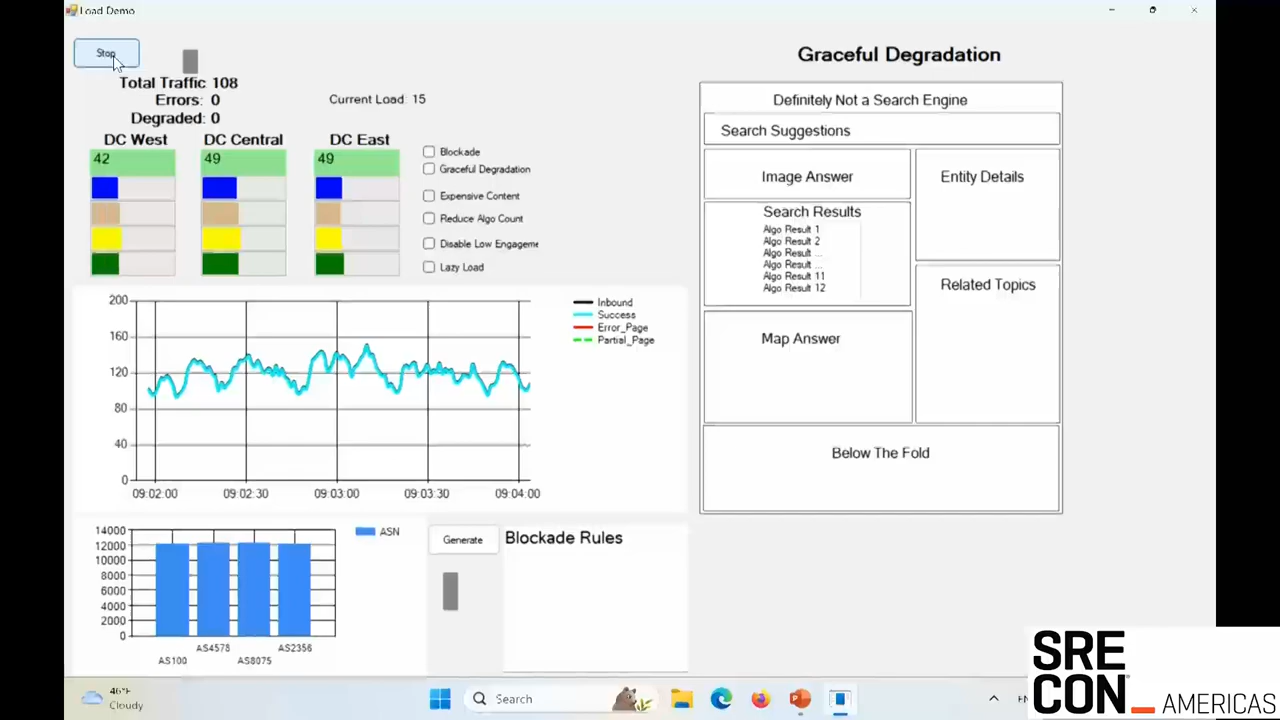 Load Demo
Stop
Total Traffic 108
Errors: 0
Degraded: 0
Current Load: 15
DC West DC Central DC East
42 49 49
Blockade
Graceful Degradation
Expensive Content
Reduce Algo Count
Disable Low Engageme
Lazy Load
200
160
120
80
40
0
09:02:00 09:02:30 09:03:00 09:03:30 09:04:00
Inbound
Success
Error_Page
Partial_Page
14000
12000
10000
8000
6000
4000
2000
0
AS100 AS4578 AS8075 AS2356
ASN
Generate
Blockade Rules
Graceful Degradation
Definitely Not a Search Engine
Search Suggestions
Image Answer
Entity Details
Search Results
Algo Result 1
Algo Result 2
Algo Result ...
Algo Result ...
Algo Result 11
Algo Result 12
Related Topics
Map Answer
Below The Fold
46°F
Cloudy
Search
SRE
CON
AMERICAS